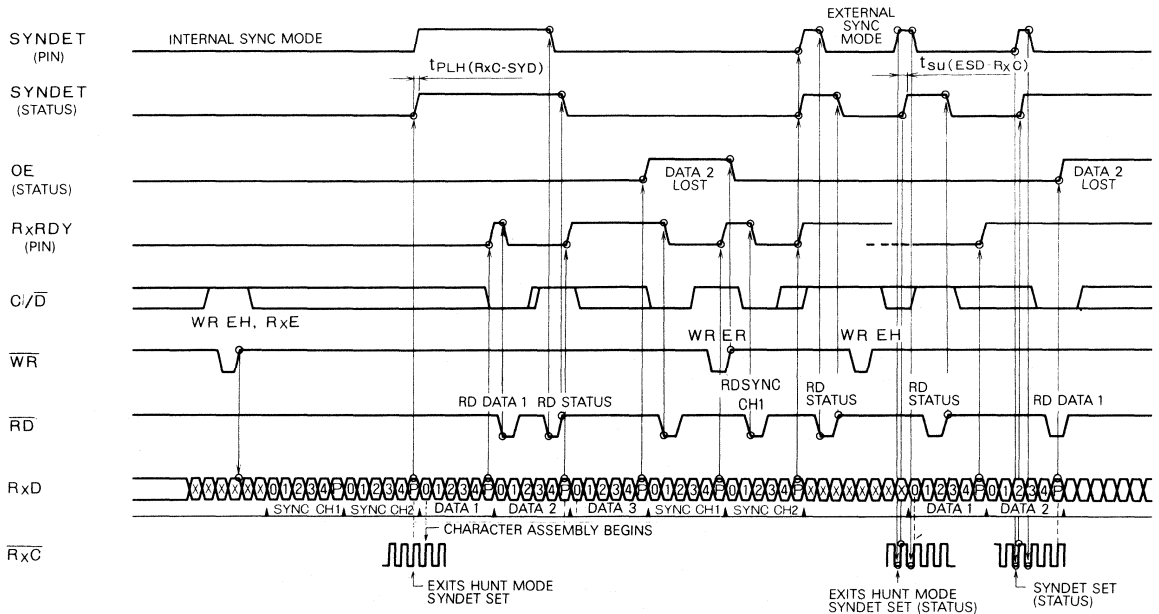 SYNDET
(PIN)
INTERNAL SYNC MODE
EXTERNAL
SYNC
MODE
tPLH(RxC-SYD)
tsu(ESD-RxC)
SYNDET
(STATUS)
OE
(STATUS)
DATA 2
LOST
DATA 2
LOST
RxRDY
(PIN)
C/D
WR EH, RxE
WR ER
WR EH
WR
RD DATA 1
RD STATUS
RDSYNC
CH1
RD
STATUS
RD
STATUS
RD DATA 1
RD
RxD
XXXXXX01234P01234P01234P01234P01234P01234P01234PXXXXXXXX01234P01234P
SYNC CH1
SYNC CH2
DATA 1
DATA 2
DATA 3
SYNC CH1
SYNC CH2
DATA 1
DATA 2
CHARACTER ASSEMBLY BEGINS
RxC
EXITS HUNT MODE
SYNDET SET
EXITS HUNT MODE
SYNDET SET (STATUS)
SYNDET SET
(STATUS)